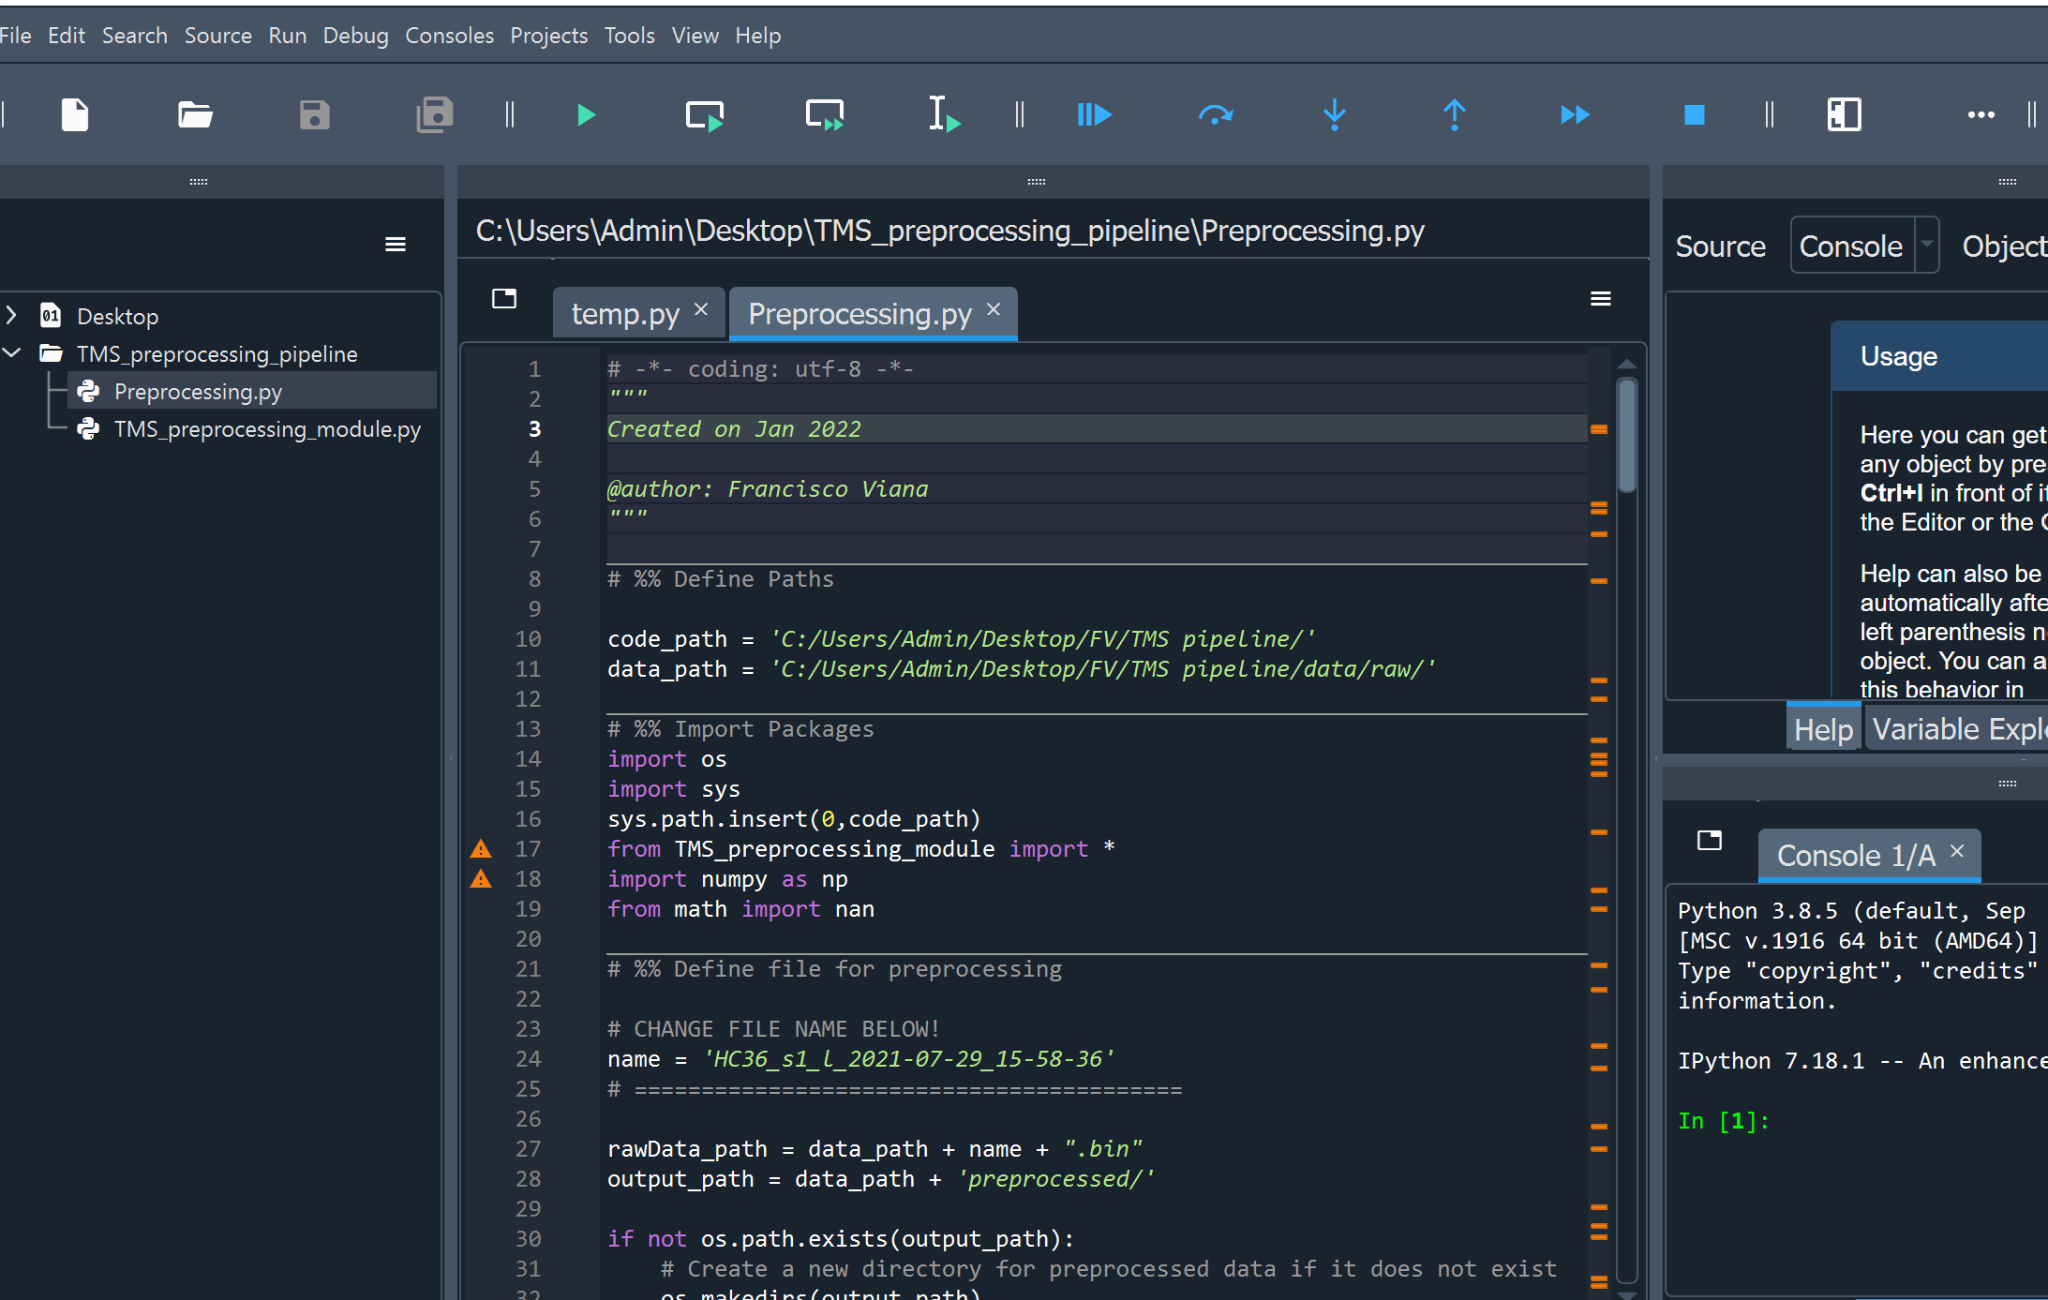 File Edit Search Source Run Debug Consoles Projects Tools View Help
C:\Users\Admin\Desktop\TMS_preprocessing_pipeline\Preprocessing.py
Desktop
TMS_preprocessing_pipeline
Preprocessing.py
TMS_preprocessing_module.py
temp.py × Preprocessing.py ×
1 # -*- coding: utf-8 -*-
2 """
3 Created on Jan 2022
4
5 @author: Francisco Viana
6 """
7
8 # %% Define Paths
9
10 code_path = 'C:/Users/Admin/Desktop/FV/TMS pipeline/'
11 data_path = 'C:/Users/Admin/Desktop/FV/TMS pipeline/data/raw/'
12
13 # %% Import Packages
14 import os
15 import sys
16 sys.path.insert(0,code_path)
17 from TMS_preprocessing_module import *
18 import numpy as np
19 from math import nan
20
21 # %% Define file for preprocessing
22
23 # CHANGE FILE NAME BELOW!
24 name = 'HC36_s1_l_2021-07-29_15-58-36'
25 # =========================================
26
27 rawData_path = data_path + name + ".bin"
28 output_path = data_path + 'preprocessed/'
29
30 if not os.path.exists(output_path):
31 # Create a new directory for preprocessed data if it does not exist
32 os.makedirs(output_path)
Source Console Object
Usage
Here you can get
any object by pre
Ctrl+I in front of i
the Editor or the
Help can also be
automatically afte
left parenthesis n
object. You can a
this behavior in
Help Variable Expl
Console 1/A ×
Python 3.8.5 (default, Sep
[MSC v.1916 64 bit (AMD64)]
Type "copyright", "credits"
information.
IPython 7.18.1 -- An enhance
In [1]: